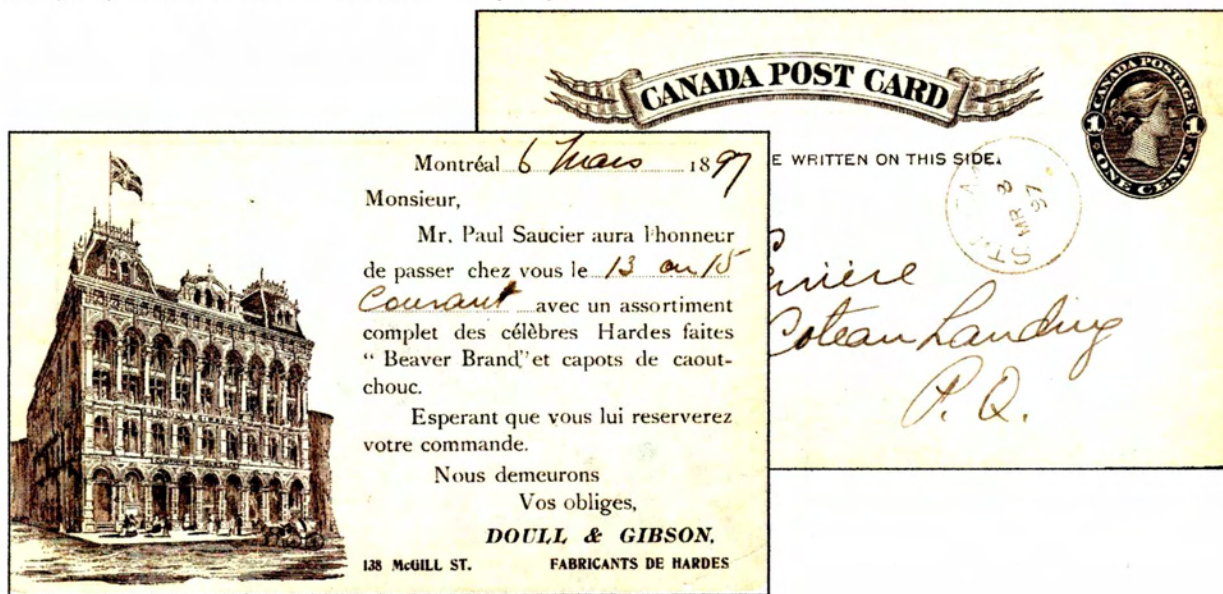 CANADA POST CARD
CANADA POSTAGE
1 1
ONE CENT
E WRITTEN ON THIS SIDE.
MR 8
97
Coteau Landing
P. Q.
Montréal 6 Mars 1897
Monsieur,
Mr. Paul Saucier aura l'honneur
de passer chez vous le 13 ou 15
Courant avec un assortiment
complet des célèbres Hardes faites
“ Beaver Brand” et capots de caout-
chouc.
Esperant que vous lui reserverez
votre commande.
Nous demeurons
Vos obliges,
DOULL & GIBSON.
138 McGILL ST. FABRICANTS DE HARDES